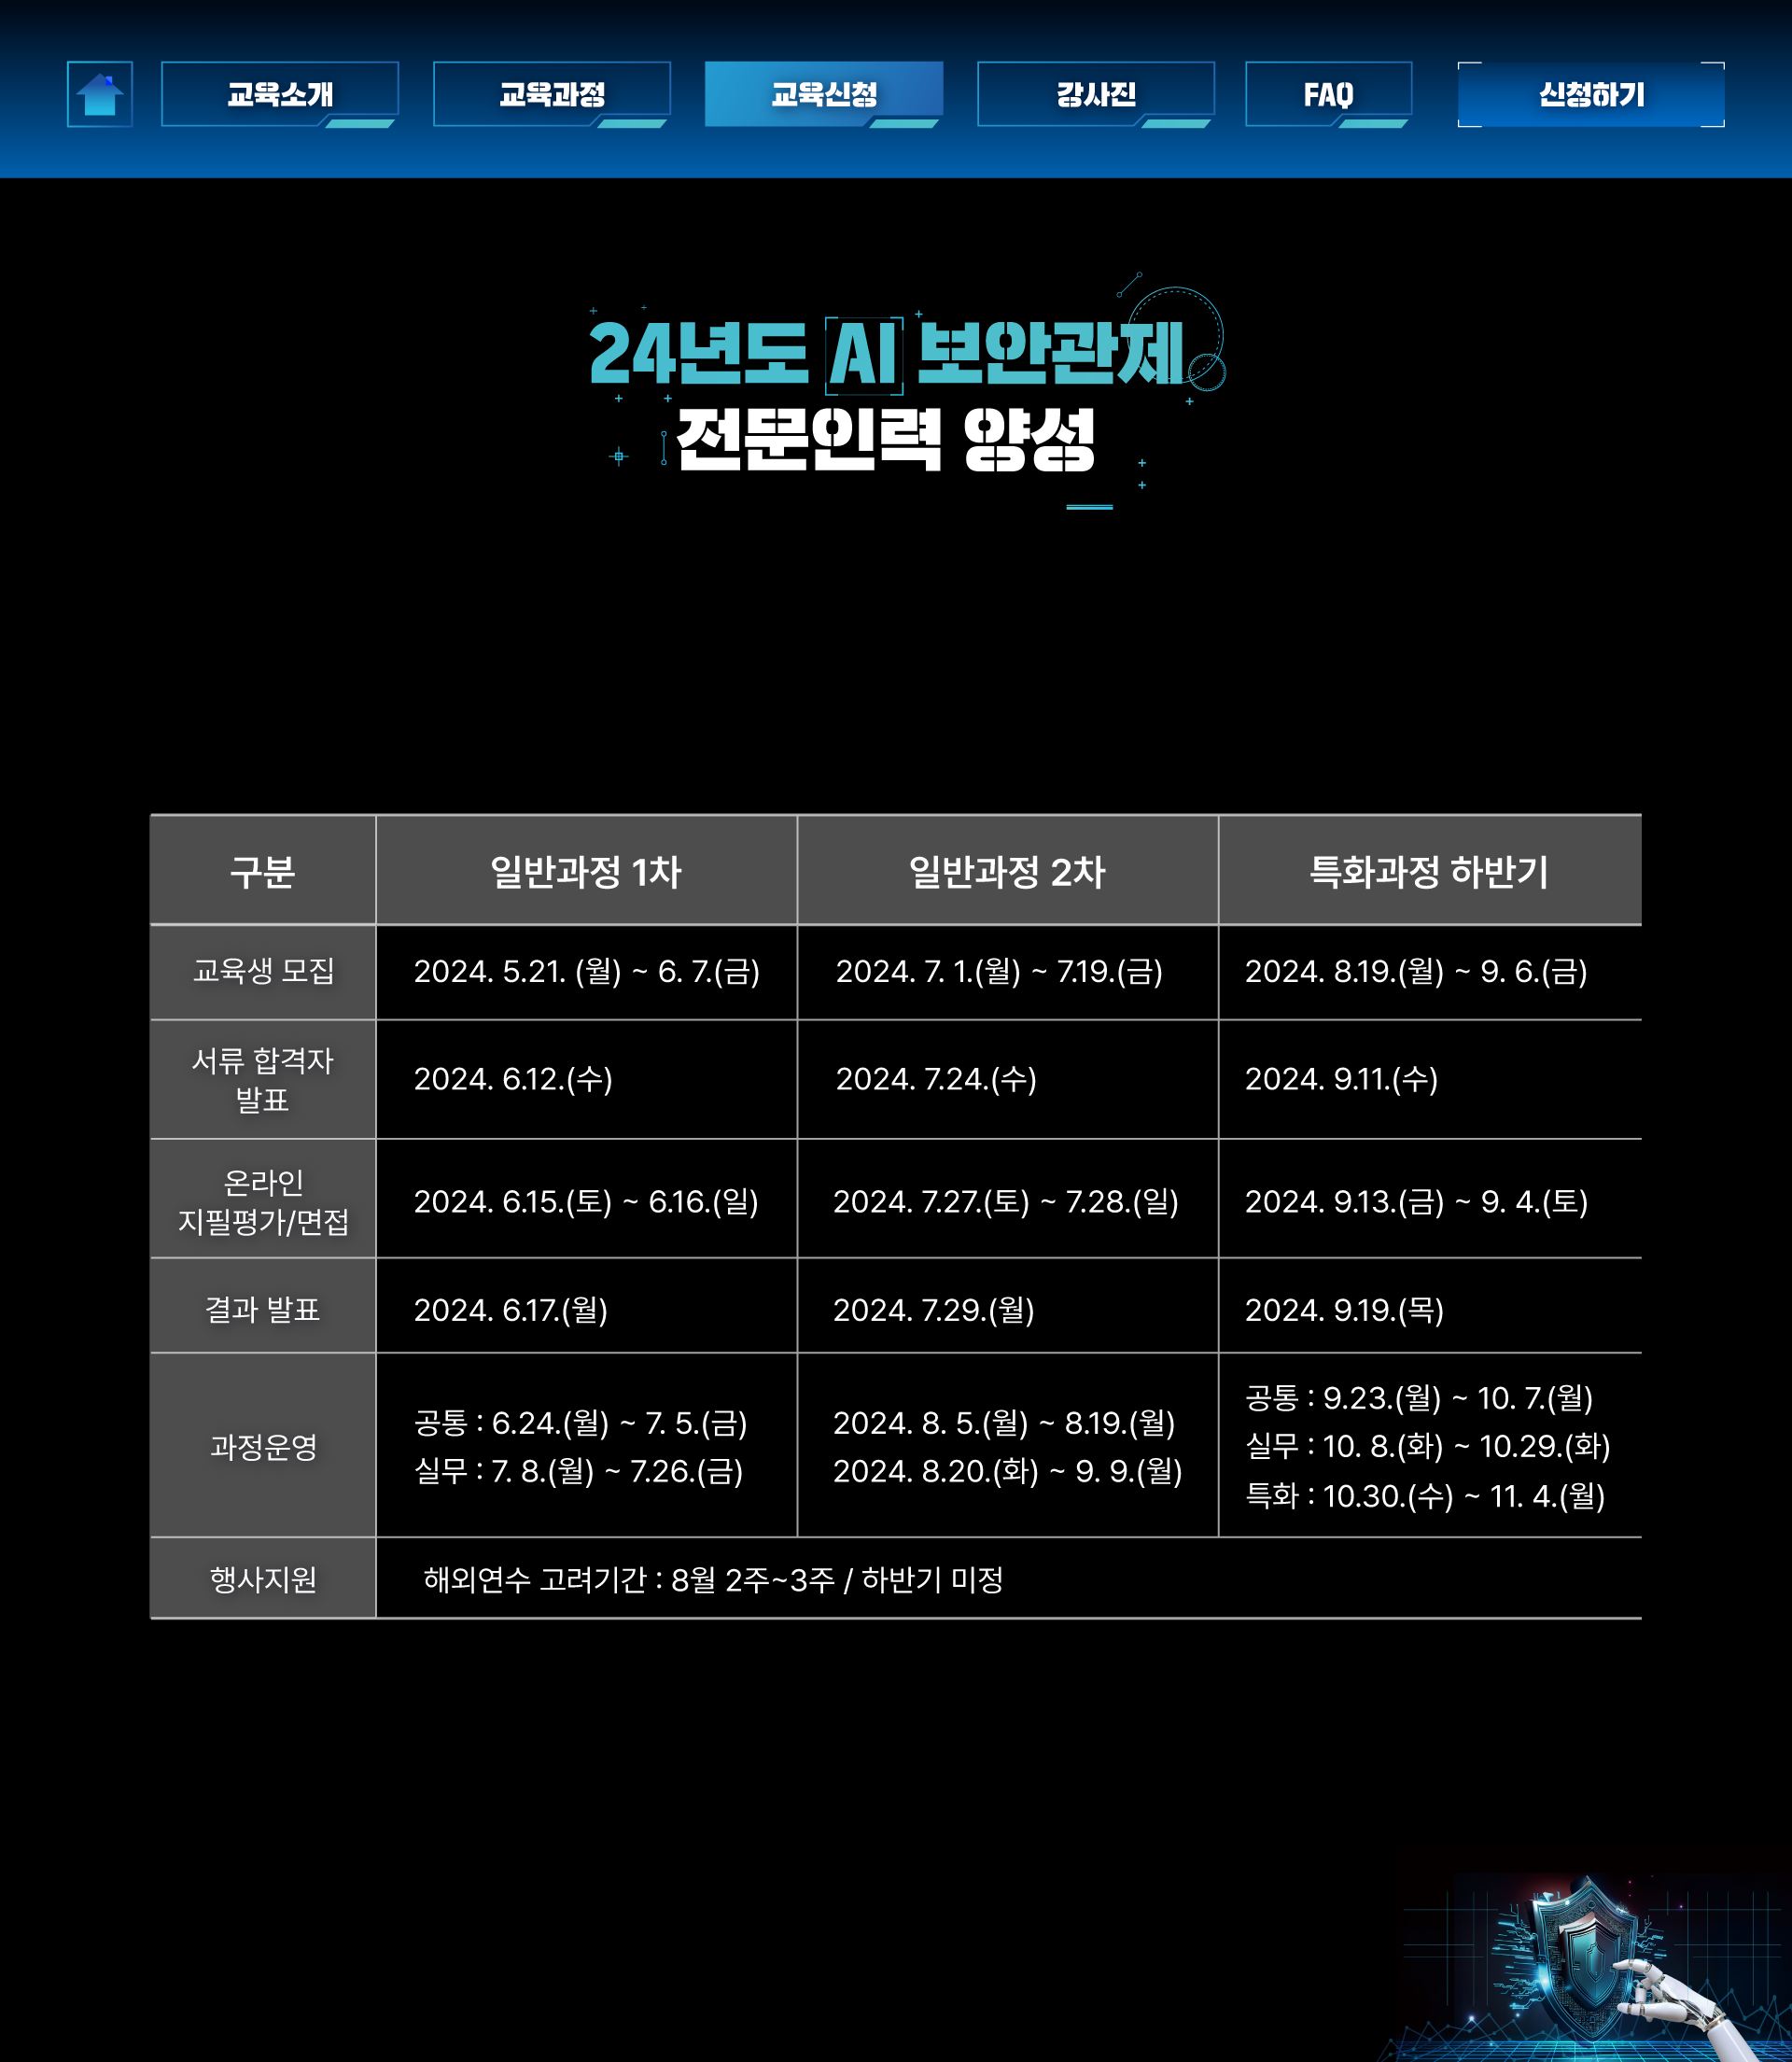 교육소개
교육과정
교육신청
강사진
FAQ
신청하기
24년도 AI 보안관제
전문인력 양성
구분
일반과정 1차
일반과정 2차
특화과정 하반기
교육생 모집
2024. 5.21. (월) ~ 6. 7.(금)
2024. 7. 1.(월) ~ 7.19.(금)
2024. 8.19.(월) ~ 9. 6.(금)
서류 합격자
발표
2024. 6.12.(수)
2024. 7.24.(수)
2024. 9.11.(수)
온라인
지필평가/면접
2024. 6.15.(토) ~ 6.16.(일)
2024. 7.27.(토) ~ 7.28.(일)
2024. 9.13.(금) ~ 9. 4.(토)
결과 발표
2024. 6.17.(월)
2024. 7.29.(월)
2024. 9.19.(목)
과정운영
공통 : 6.24.(월) ~ 7. 5.(금)
실무 : 7. 8.(월) ~ 7.26.(금)
2024. 8. 5.(월) ~ 8.19.(월)
2024. 8.20.(화) ~ 9. 9.(월)
공통 : 9.23.(월) ~ 10. 7.(월)
실무 : 10. 8.(화) ~ 10.29.(화)
특화 : 10.30.(수) ~ 11. 4.(월)
행사지원
해외연수 고려기간 : 8월 2주~3주 / 하반기 미정